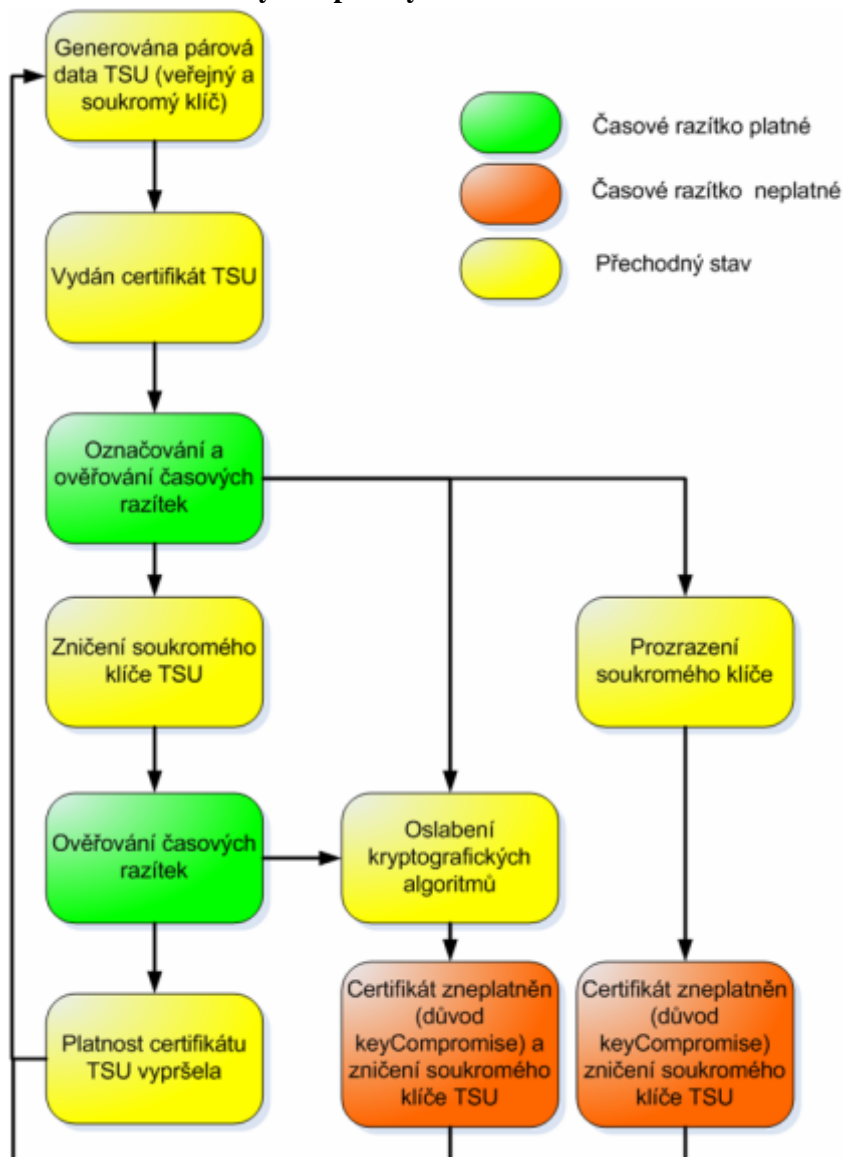 Generována párová
data TSU (veřejný a
soukromý klíč)
Časové razítko platné
Časové razítko neplatné
Přechodný stav
Vydán certifikát TSU
Označování a
ověřování časových
razítek
Zničení soukromého
klíče TSU
Prozrazení
soukromého klíče
Ověřování časových
razítek
Oslabení
kryptografických
algoritmů
Platnost certifikátu
TSU vypršela
Certifikát zneplatněn
(důvod
keyCompromise) a
zničení soukromého
klíče TSU
Certifikát zneplatněn
(důvod
keyCompromise)
zničení soukromého
klíče TSU